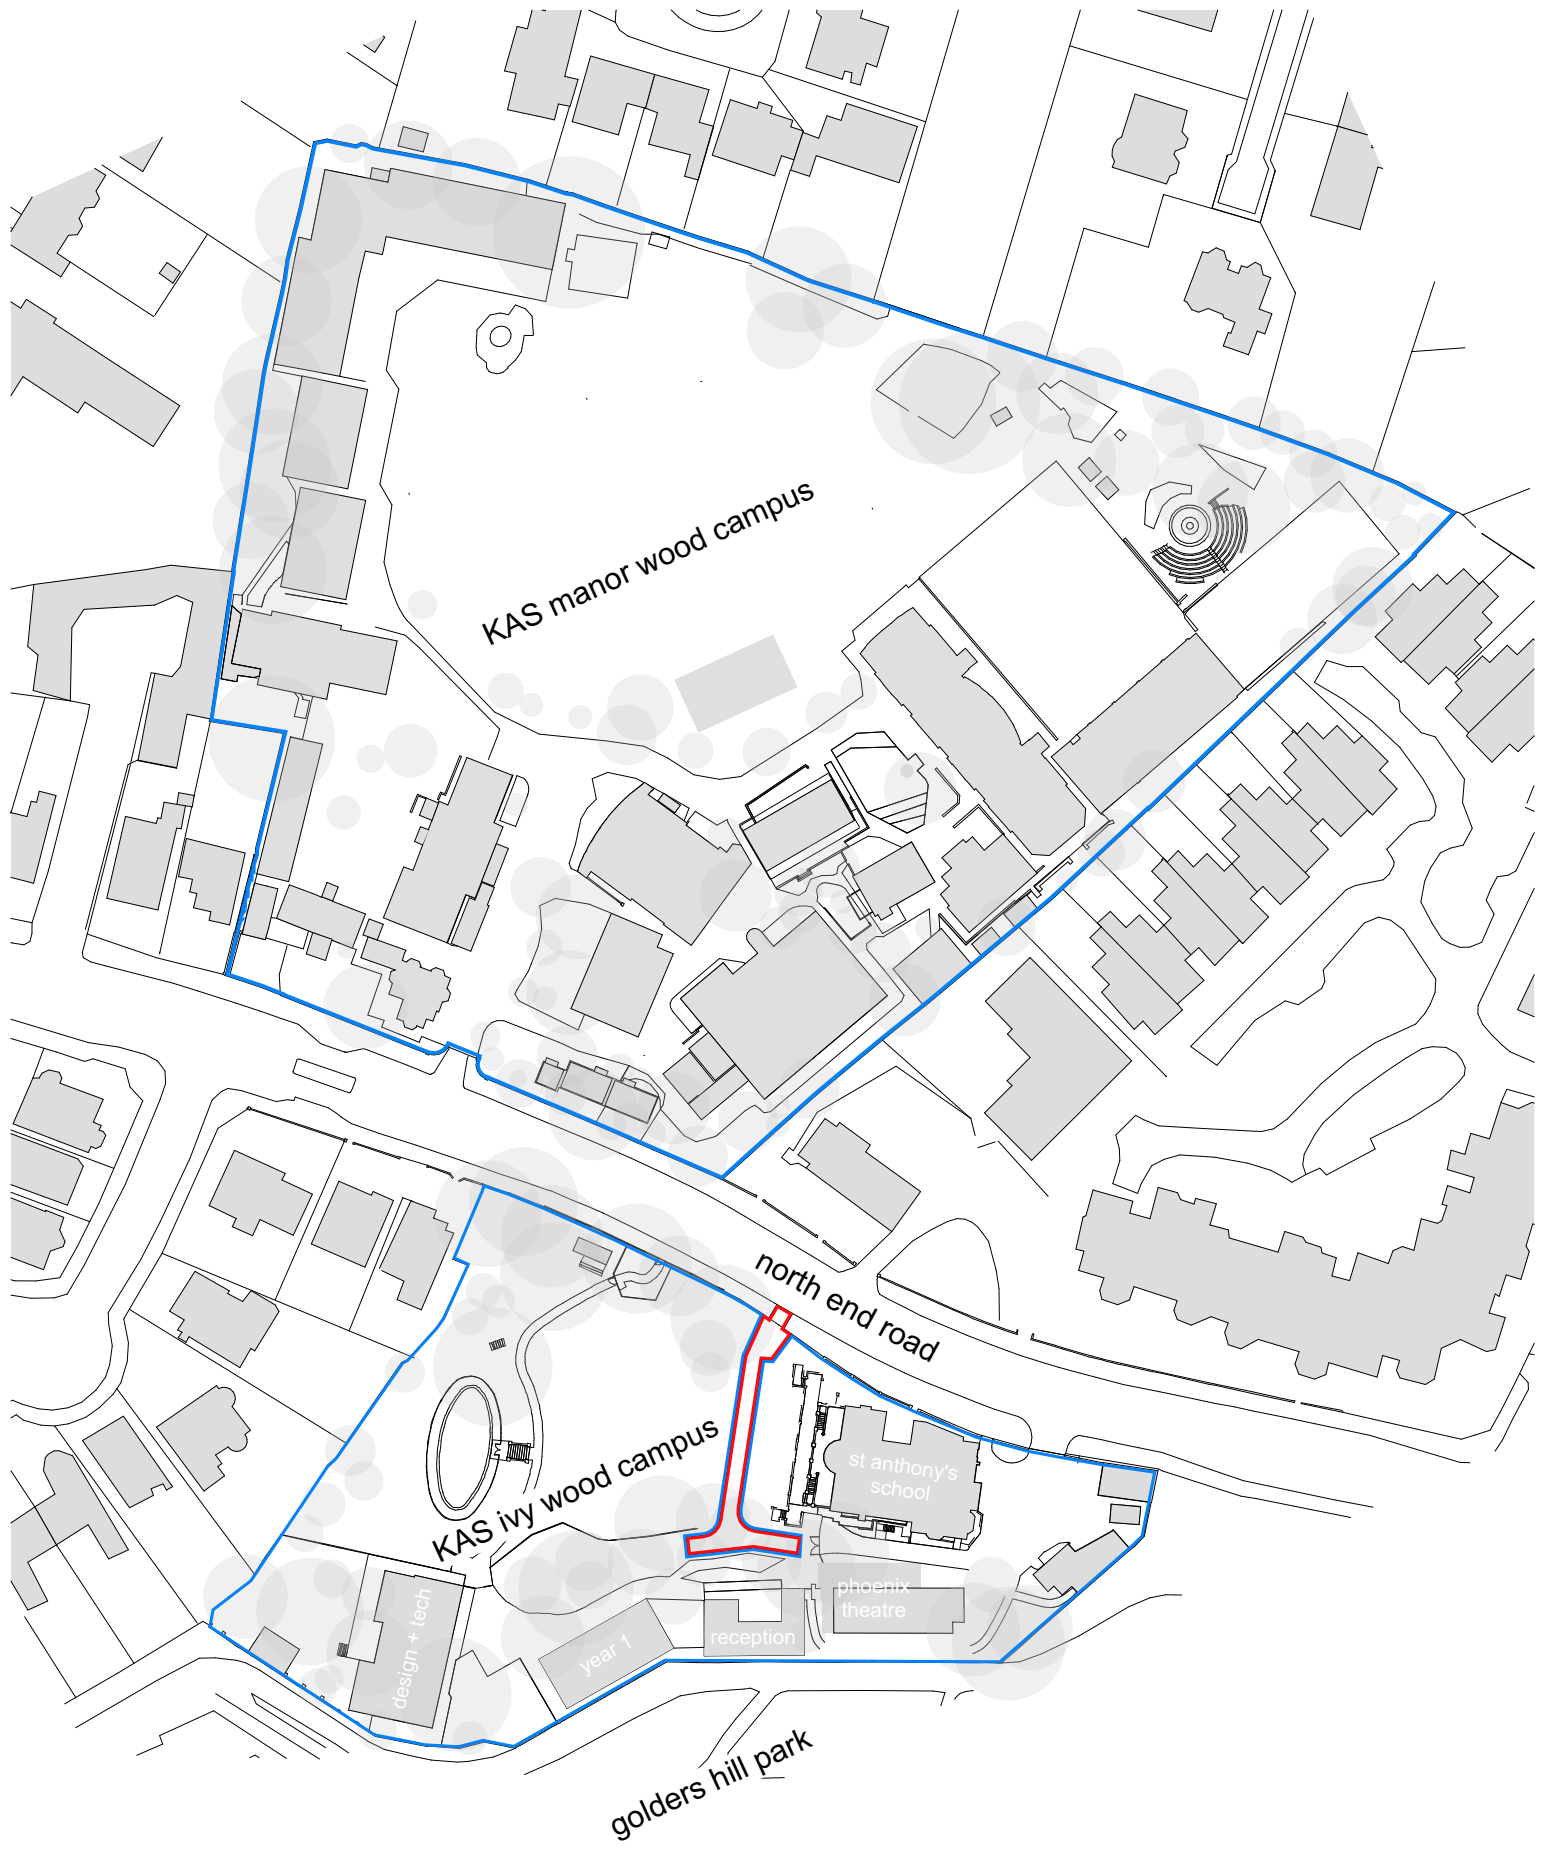 KAS manor wood campus
north end road
KAS ivy wood campus
st anthony's
school
phoenix
theatre
reception
year 1
design + tech
golders hill park